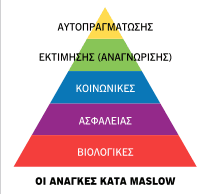 ΑΥΤΟΠΡΑΓΜΑΤΩΣΗΣ
ΕΚΤΙΜΗΣΗΣ (ΑΝΑΓΝΩΡΙΣΗΣ)
ΚΟΙΝΩΝΙΚΕΣ
ΑΣΦΑΛΕΙΑΣ
ΒΙΟΛΟΓΙΚΕΣ
ΟΙ ΑΝΑΓΚΕΣ ΚΑΤΑ MASLOW